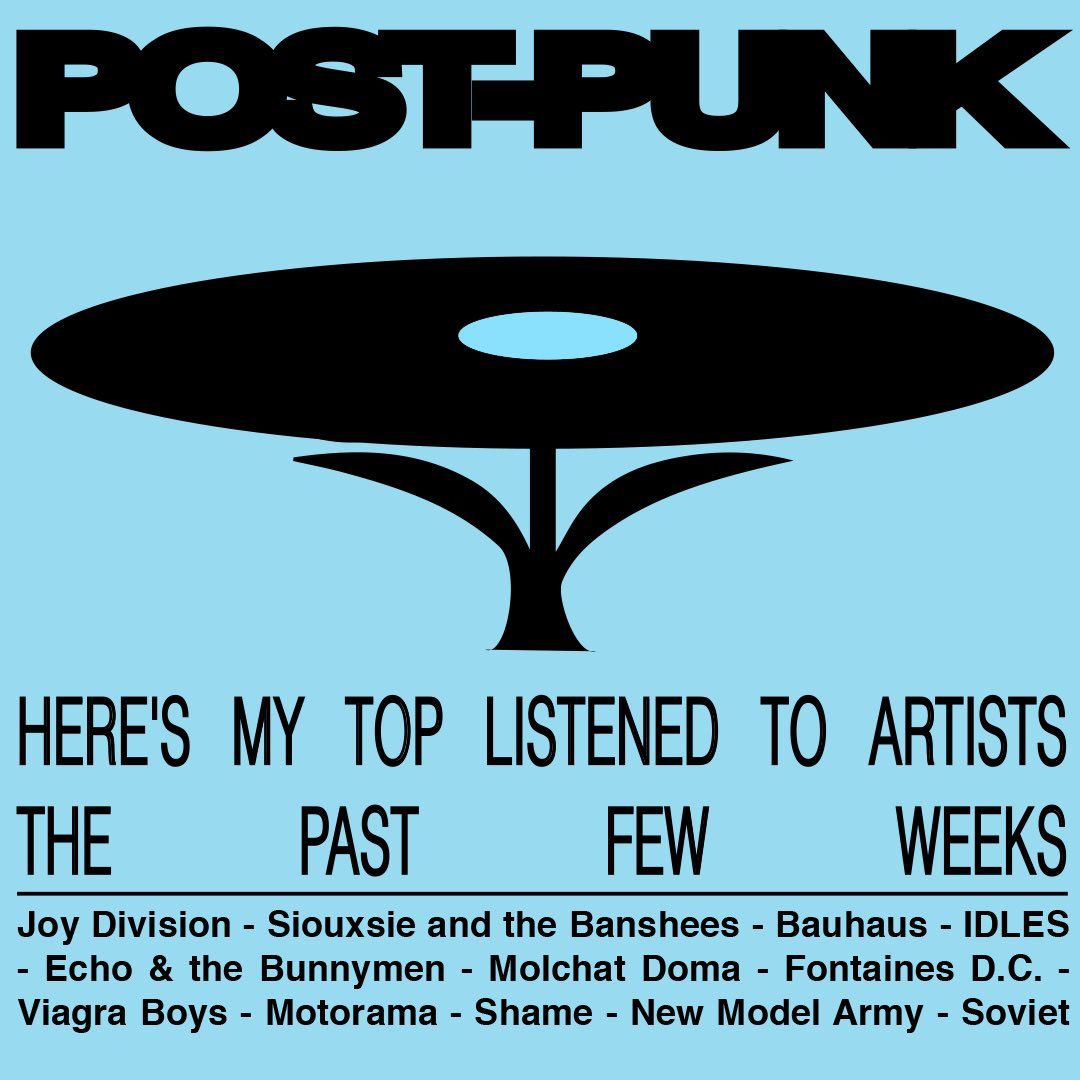 POST-PUNK
HERE'S MY TOP LISTENED TO ARTISTS
THE PAST FEW WEEKS
Joy Division - Siouxsie and the Banshees - Bauhaus - IDLES
- Echo & the Bunnymen - Molchat Doma - Fontaines D.C. -
Viagra Boys - Motorama - Shame - New Model Army - Soviet